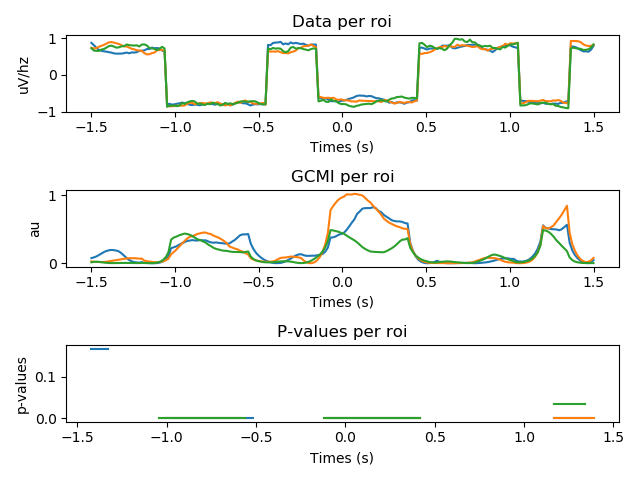 Data per roi
1
0
−1
uV/hz
−1.5 −1.0 −0.5 0.0 0.5 1.0 1.5
Times (s)
GCMI per roi
1
0
au
−1.5 −1.0 −0.5 0.0 0.5 1.0 1.5
Times (s)
P-values per roi
0.1
0.0
p-values
−1.5 −1.0 −0.5 0.0 0.5 1.0 1.5
Times (s)